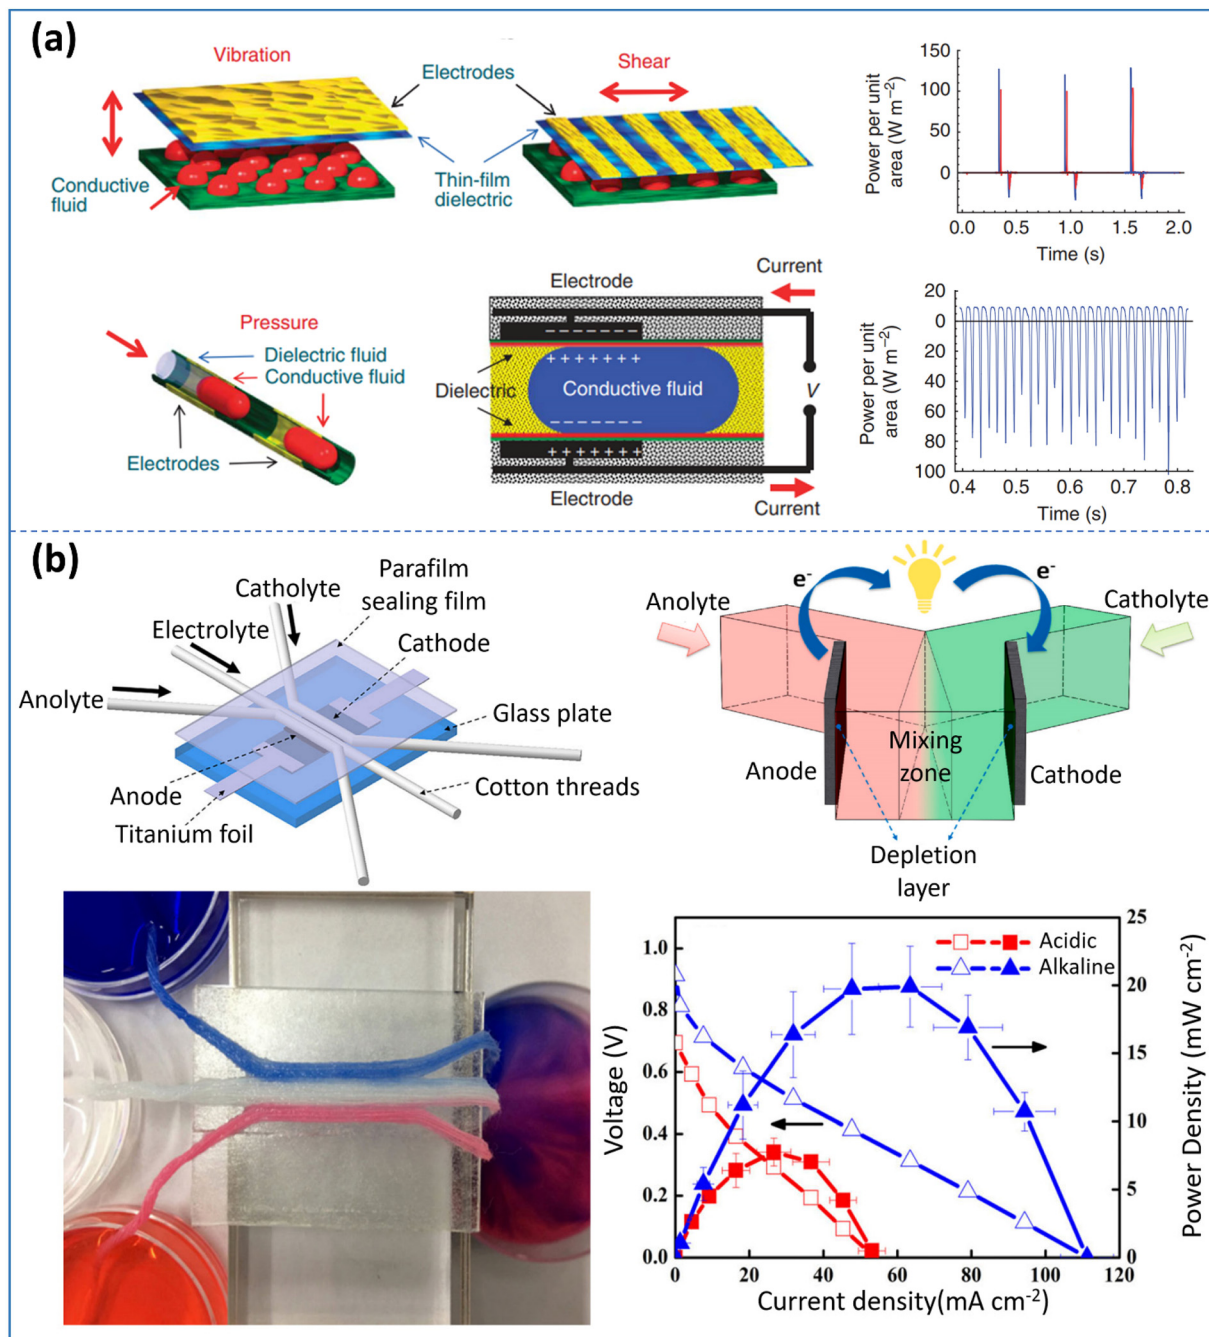 (a)
Vibration
Electrodes
Shear
Conductive
fluid
Thin-film
dielectric
Power per unit
area (W m⁻²)
150
100
50
0
50
0.0
0.5
1.0
1.5
2.0
Time (s)
Pressure
Dielectric fluid
Conductive fluid
Electrodes
Electrode
Current
− − − − − − −
+ + + + + + +
Dielectric
Conductive fluid
V
− − − − − − −
+ + + + + + +
Electrode
Current
Power per unit
area (W m⁻²)
20
0
20
40
60
80
100
0.4
0.5
0.6
0.7
0.8
Time (s)
(b)
Catholyte
Parafilm
sealing film
Electrolyte
Cathode
Anolyte
Glass plate
Anode
Cotton threads
Titanium foil
e⁻
e⁻
Anolyte
Catholyte
Mixing
zone
Anode
Cathode
Depletion
layer
Voltage (V)
1.0
0.8
0.6
0.4
0.2
0.0
Acidic
Alkaline
25
20
15
10
5
0
Power Density (mW cm⁻²)
0
20
40
60
80
100
120
Current density(mA cm⁻²)